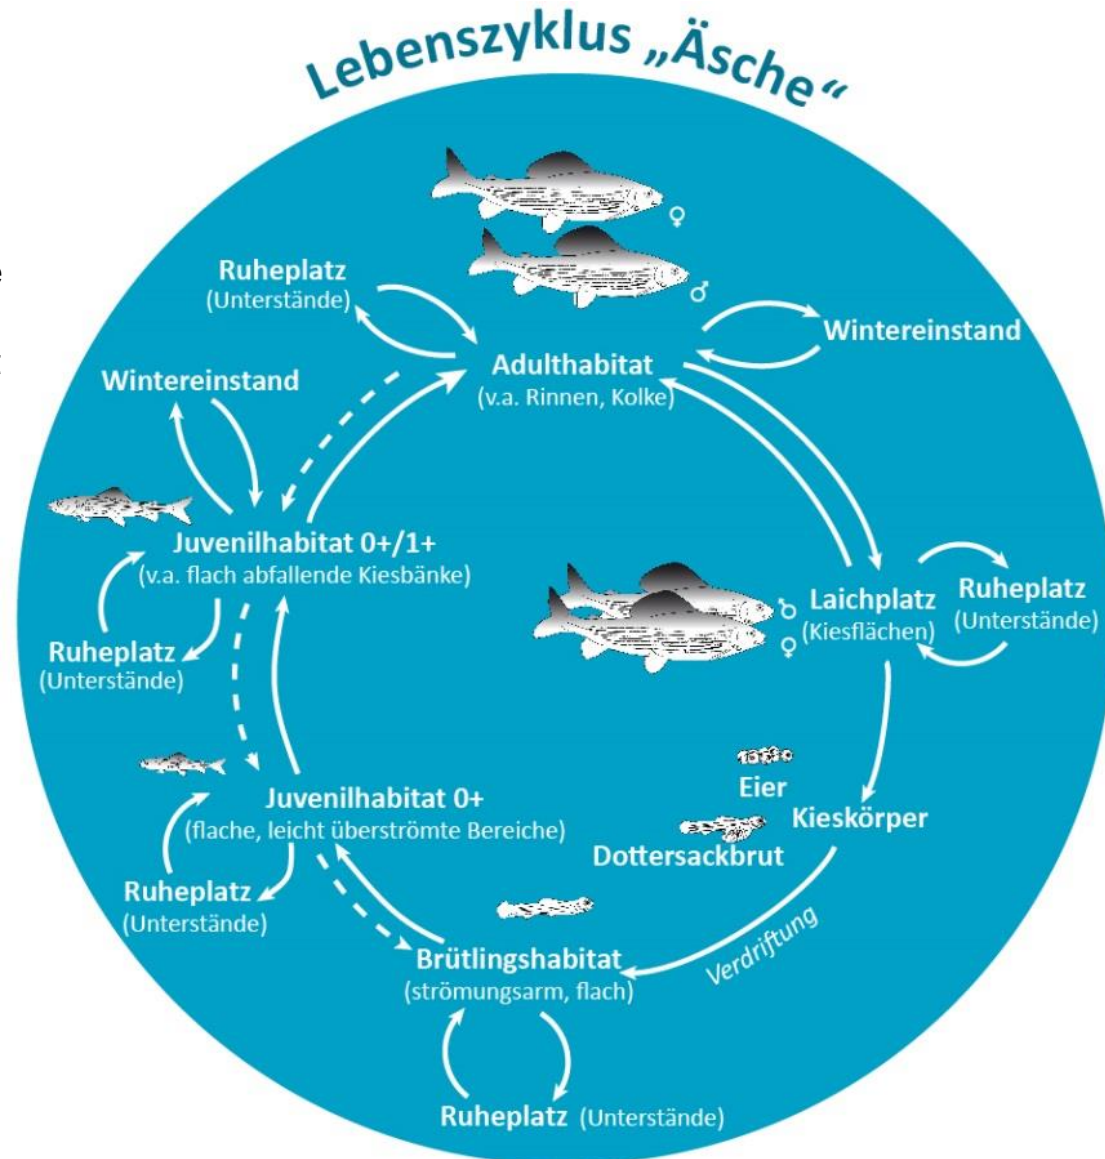 Lebenszyklus „Äsche“
♀
♂
Ruheplatz
(Unterstände)
Wintereinstand
Adulthabitat
(v.a. Rinnen, Kolke)
Wintereinstand
Juvenilhabitat 0+/1+
(v.a. flach abfallende Kiesbänke)
♂
♀
Laichplatz
(Kiesflächen)
Ruheplatz
(Unterstände)
Ruheplatz
(Unterstände)
Eier
Kieskörper
Dottersackbrut
Juvenilhabitat 0+
(flache, leicht überströmte Bereiche)
Ruheplatz
(Unterstände)
Verdriftung
Brütlingshabitat
(strömungsarm, flach)
Ruheplatz (Unterstände)